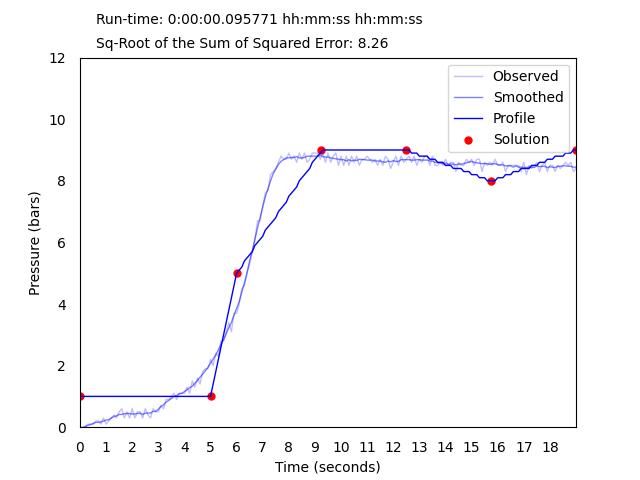 Run-time: 0:00:00.095771 hh:mm:ss hh:mm:ss
Sq-Root of the Sum of Squared Error: 8.26
12
10
8
6
4
2
0
Pressure (bars)
Observed
Smoothed
Profile
Solution
0 1 2 3 4 5 6 7 8 9 10 11 12 13 14 15 16 17 18
Time (seconds)